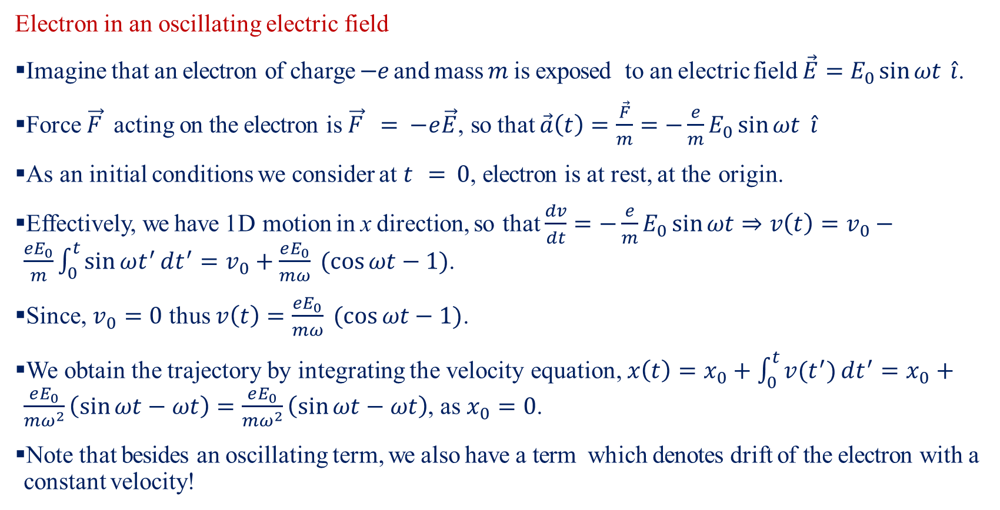 Electron in an oscillating electric field
▪Imagine that an electron of charge −e and mass m is exposed to an electric field $\vec{E} = E_0 \sin \omega t \ \hat{\imath}$.
▪Force $\vec{F}$ acting on the electron is $\vec{F} = -e\vec{E}$, so that $\vec{a}(t) = \frac{\vec{F}}{m} = -\frac{e}{m} E_0 \sin \omega t \ \hat{\imath}$
▪As an initial conditions we consider at $t = 0$, electron is at rest, at the origin.
▪Effectively, we have 1D motion in x direction, so that $\frac{dv}{dt} = -\frac{e}{m} E_0 \sin \omega t \Rightarrow v(t) = v_0 -$
$\frac{eE_0}{m} \int_0^t \sin \omega t' \, dt' = v_0 + \frac{eE_0}{m\omega} (\cos \omega t - 1)$.
▪Since, $v_0 = 0$ thus $v(t) = \frac{eE_0}{m\omega} (\cos \omega t - 1)$.
▪We obtain the trajectory by integrating the velocity equation, $x(t) = x_0 + \int_0^t v(t') \, dt' = x_0 +$
$\frac{eE_0}{m\omega^2} (\sin \omega t - \omega t) = \frac{eE_0}{m\omega^2} (\sin \omega t - \omega t)$, as $x_0 = 0$.
▪Note that besides an oscillating term, we also have a term which denotes drift of the electron with a
constant velocity!